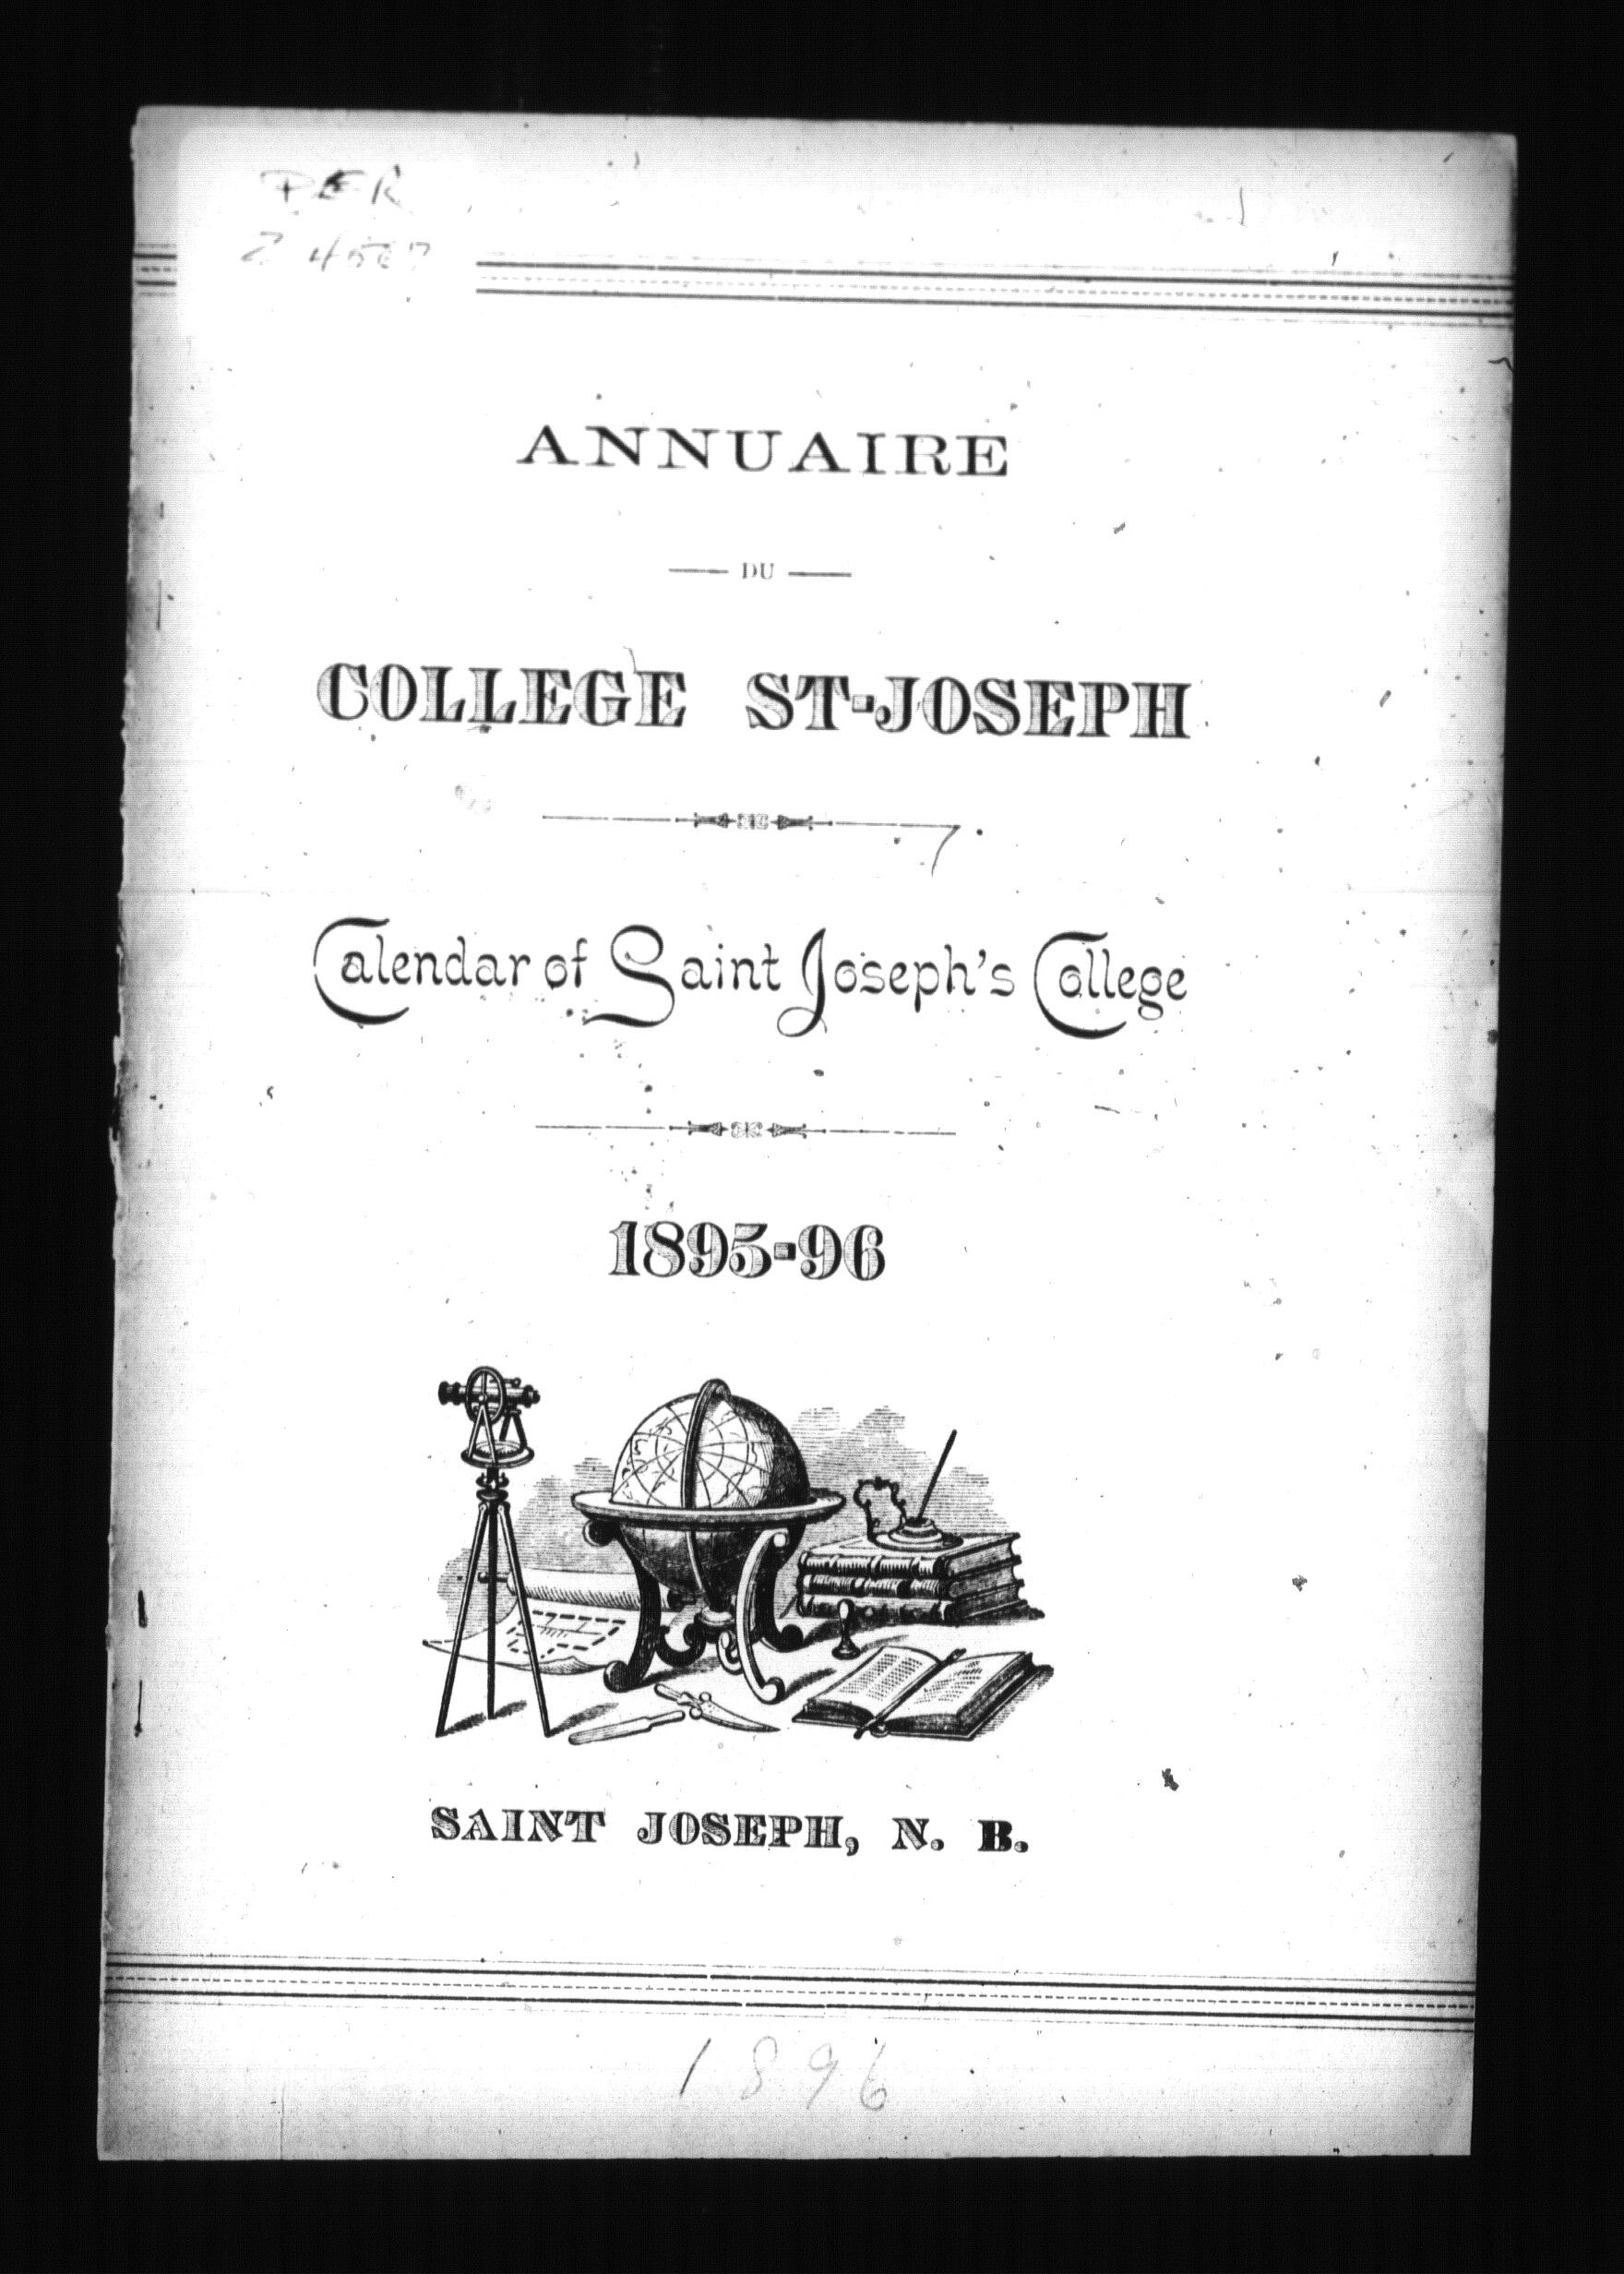 PER
ANNUAIRE
DU
COLLEGE ST-JOSEPH
Calendar of Saint Joseph's College
1895-96
SAINT JOSEPH, N. B.
1896